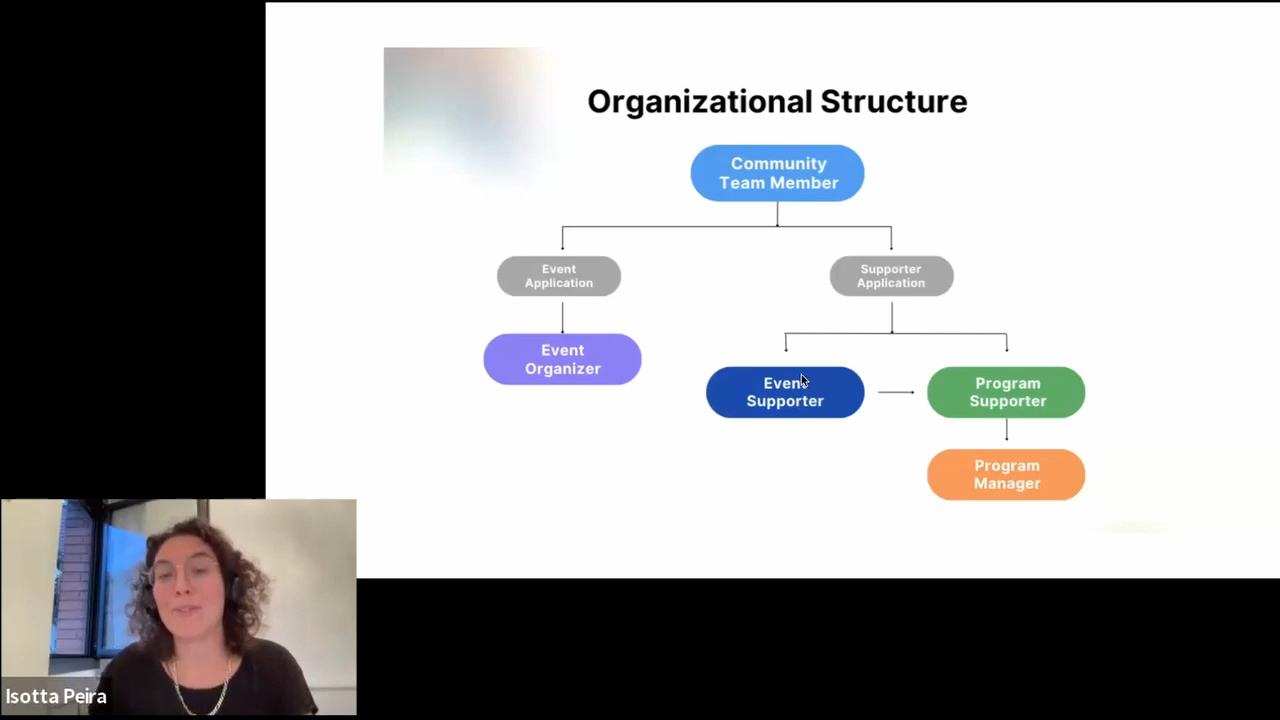 Organizational Structure
Community
Team Member
Event
Application
Supporter
Application
Event
Organizer
Event
Supporter
Program
Supporter
Program
Manager
Isotta Peira